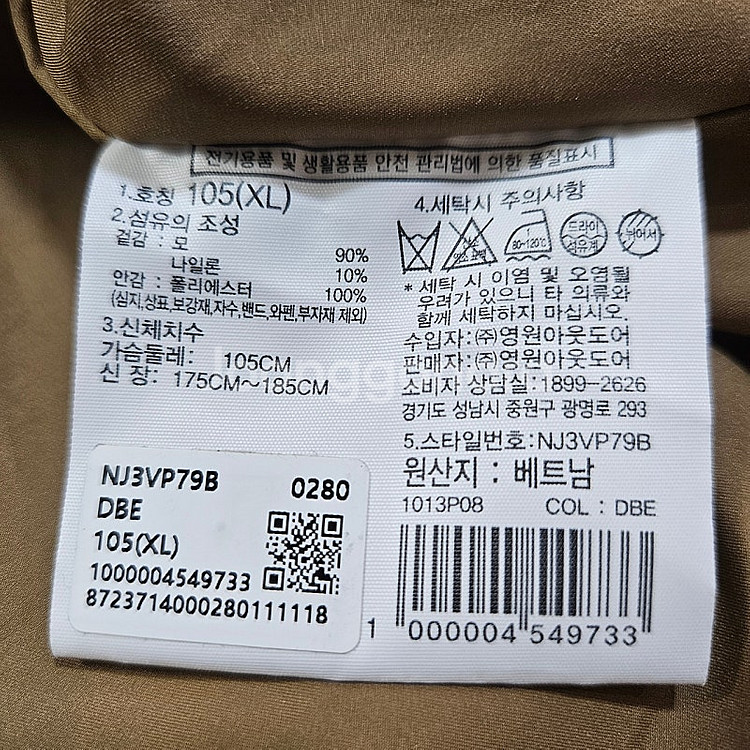 전기용품 및 생활용품 안전 관리법에 의한 품질표시
1.호칭 105(XL)
2.섬유의 조성
겉감 : 모 90%
나일론 10%
안감 : 폴리에스터 100%
(심지,상표,보강재,자수,밴드,와펜,부자재 제외)
3.신체치수
가슴둘레: 105CM
신 장: 175CM~185CM
4.세탁시 주의사항
80~120℃
드라이
석유계
* 세탁 시 이염 및 오염될
우려가 있으니 타 의류와
함께 세탁하지 마십시오.
수입자:(주)영원아웃도어
판매자:(주)영원아웃도어
소비자 상담실:1899-2626
경기도 성남시 중원구 광명로 293
5.스타일번호:NJ3VP79B
원산지 : 베트남
1013P08 COL : DBE
1 000004 549733
NJ3VP79B 0280
DBE
105(XL)
1000004549733
8723714000280111118